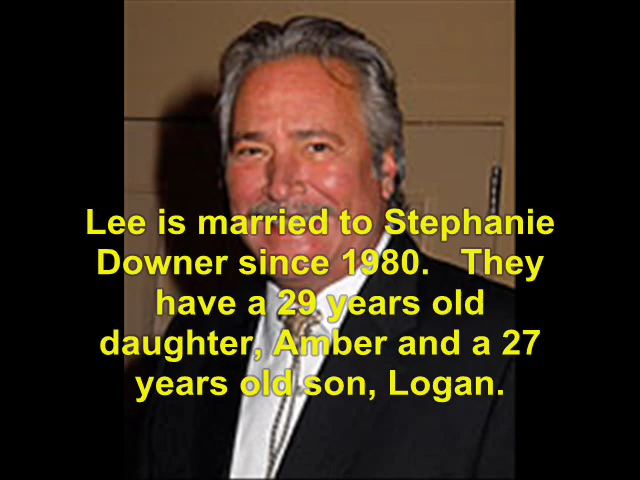 Lee is married to Stephanie
Downer since 1980.   They
have a 29 years old
daughter, Amber and a 27
years old son, Logan.